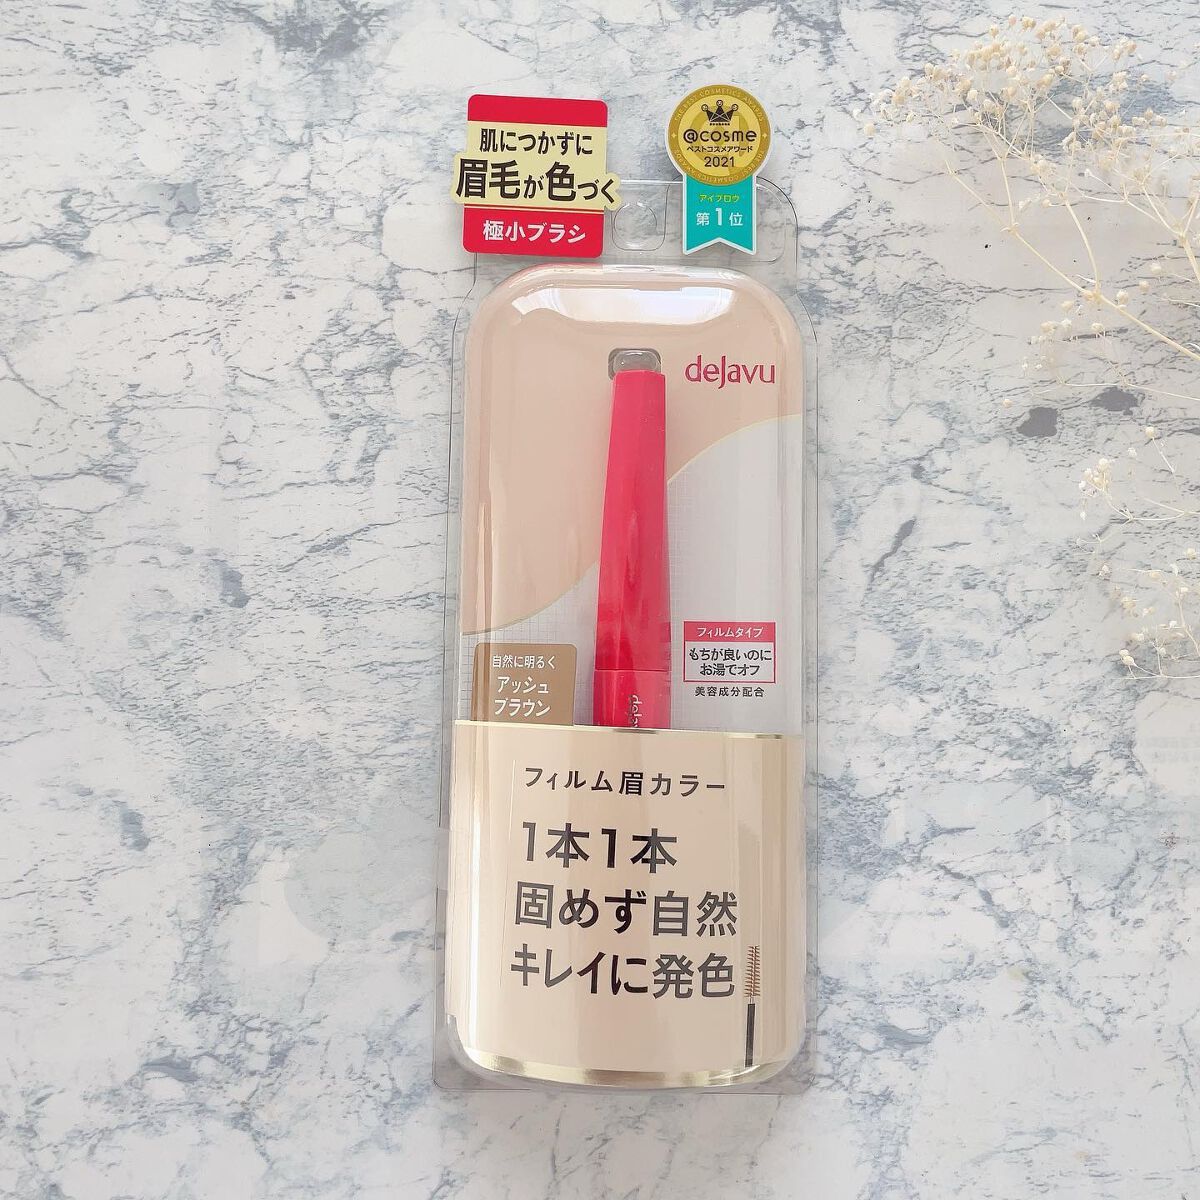 肌につかずに
眉毛が色づく
極小ブラシ
@cosme
ベストコスメアワード
2021
アイブロウ
第1位
deJavu
フィルムタイプ
もちが良いのに
お湯でオフ
美容成分配合
自然に明るく
アッシュ
ブラウン
フィルム眉カラー
1本1本
固めず自然
キレイに発色